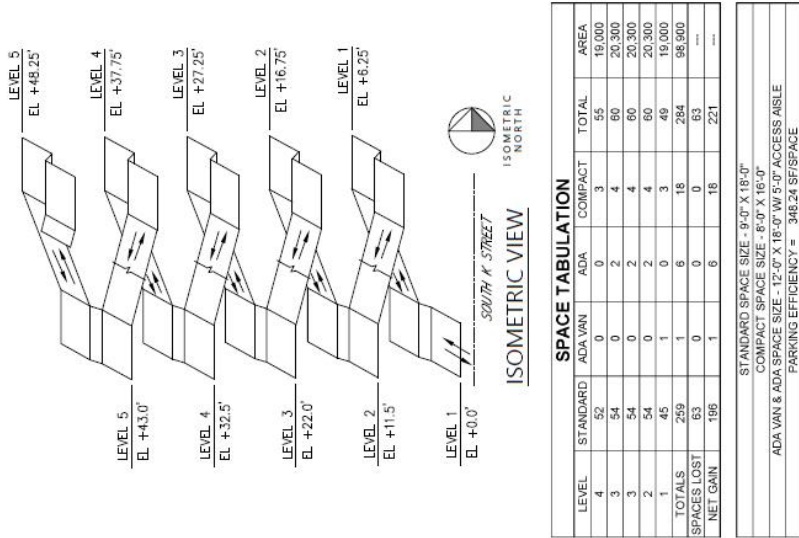 LEVEL 5
EL +48.25'
LEVEL 4
EL +37.75'
LEVEL 3
EL +27.25'
LEVEL 2
EL +16.75'
LEVEL 1
EL +6.25'
LEVEL 5
EL +43.0'
LEVEL 4
EL +32.5'
LEVEL 3
EL +22.0'
LEVEL 2
EL +11.5'
LEVEL 1
EL +0.0'
SOUTH K STREET
ISOMETRIC
NORTH
ISOMETRIC VIEW
SPACE TABULATION
LEVEL STANDARD ADA VAN ADA COMPACT TOTAL AREA
4 52 0 0 3 55 19,000
3 54 0 2 4 60 20,300
3 54 0 2 4 60 20,300
2 54 0 2 4 60 20,300
1 45 1 0 3 49 19,000
TOTALS 259 1 6 18 284 98,900
SPACES LOST 63 0 0 0 63 ---
NET GAIN 196 1 6 18 221 ---
STANDARD SPACE SIZE - 9'-0" X 18'-0"
COMPACT SPACE SIZE - 8'-0" X 16'-0"
ADA VAN & ADA SPACE SIZE - 12'-0" X 18'-0" W/ 5'-0" ACCESS AISLE
PARKING EFFICIENCY = 348.24 SF/SPACE